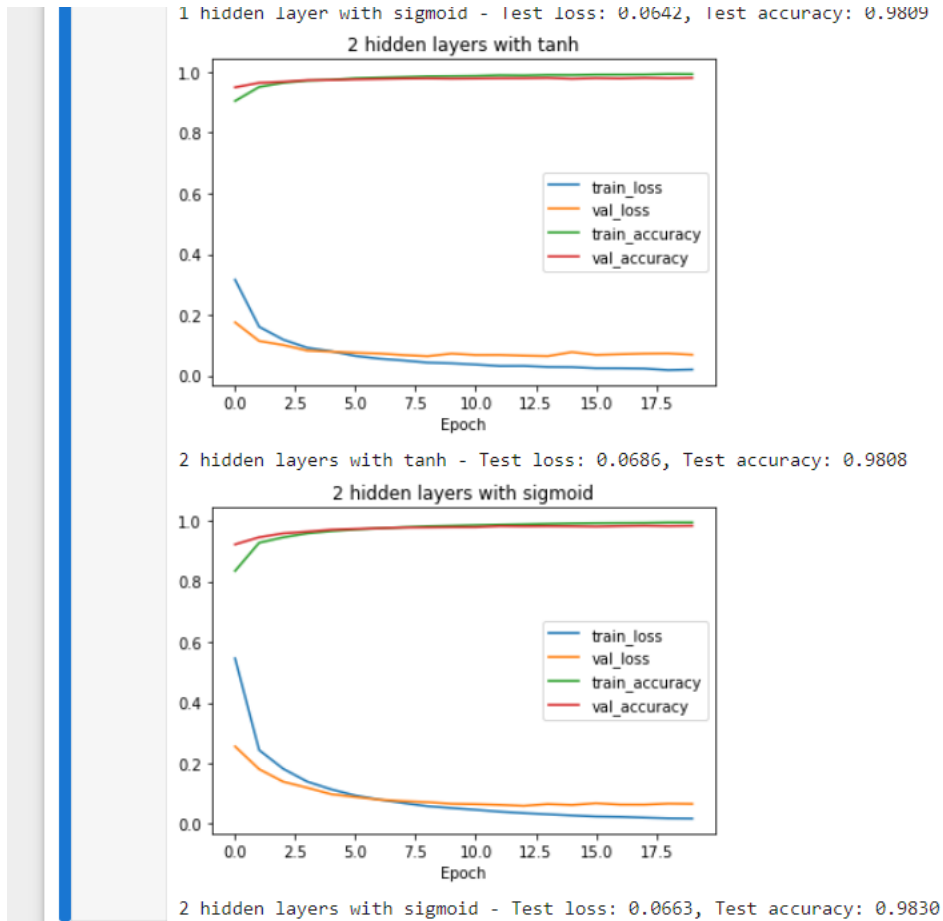 1 hidden layer with sigmoid - Test loss: 0.0642, Test accuracy: 0.9809
2 hidden layers with tanh
1.0
0.8
0.6
0.4
0.2
0.0
train_loss
val_loss
train_accuracy
val_accuracy
0.0 2.5 5.0 7.5 10.0 12.5 15.0 17.5
Epoch
2 hidden layers with tanh - Test loss: 0.0686, Test accuracy: 0.9808
2 hidden layers with sigmoid
1.0
0.8
0.6
0.4
0.2
0.0
train_loss
val_loss
train_accuracy
val_accuracy
0.0 2.5 5.0 7.5 10.0 12.5 15.0 17.5
Epoch
2 hidden layers with sigmoid - Test loss: 0.0663, Test accuracy: 0.9830